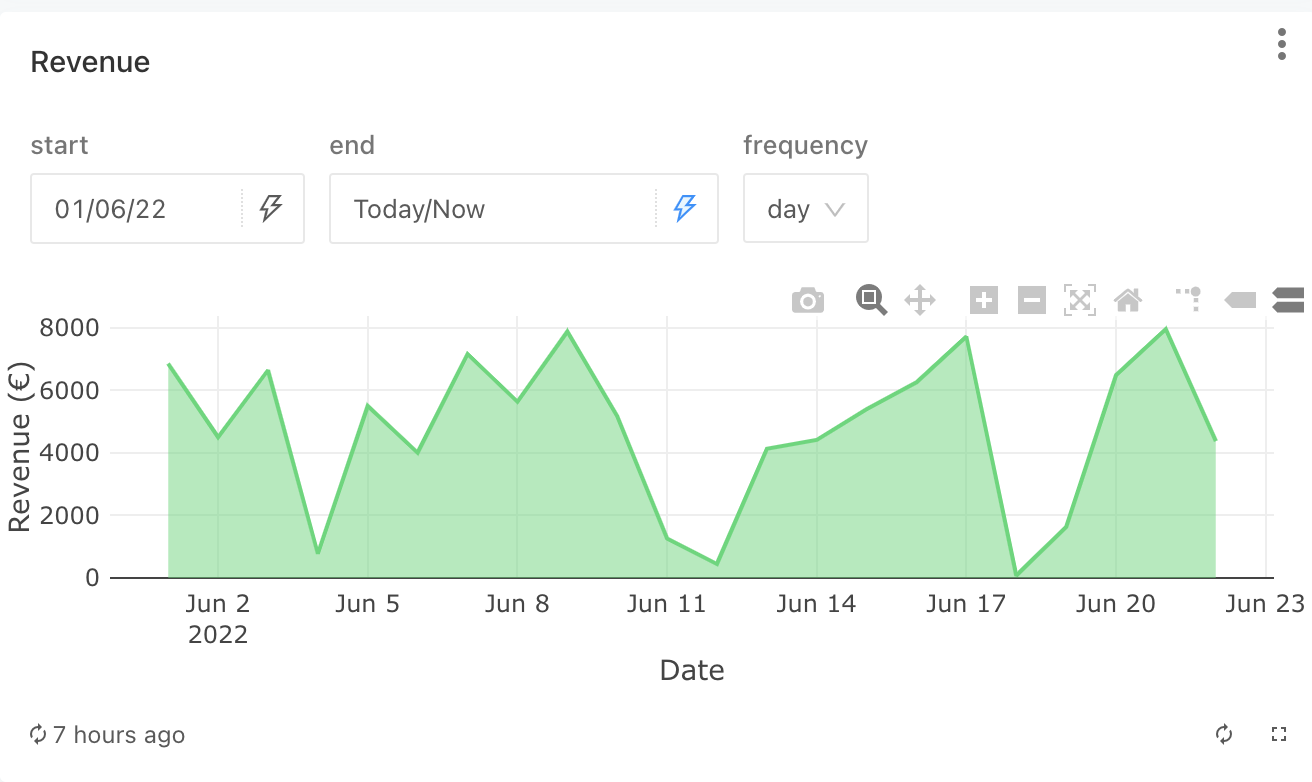 Revenue
start end frequency
01/06/22 Today/Now day
8000
6000
4000
2000
0
Revenue (€)
Jun 2 Jun 5 Jun 8 Jun 11 Jun 14 Jun 17 Jun 20 Jun 23
2022
Date
7 hours ago